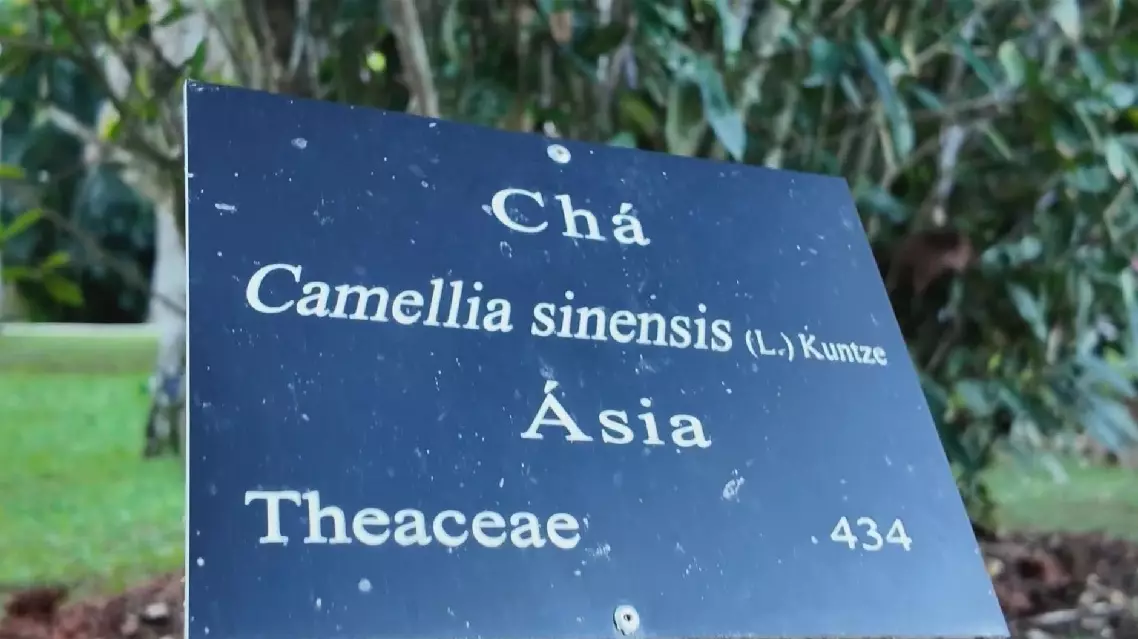 Chá
Camellia sinensis (L.) Kuntze
Ásia
Theaceae 434